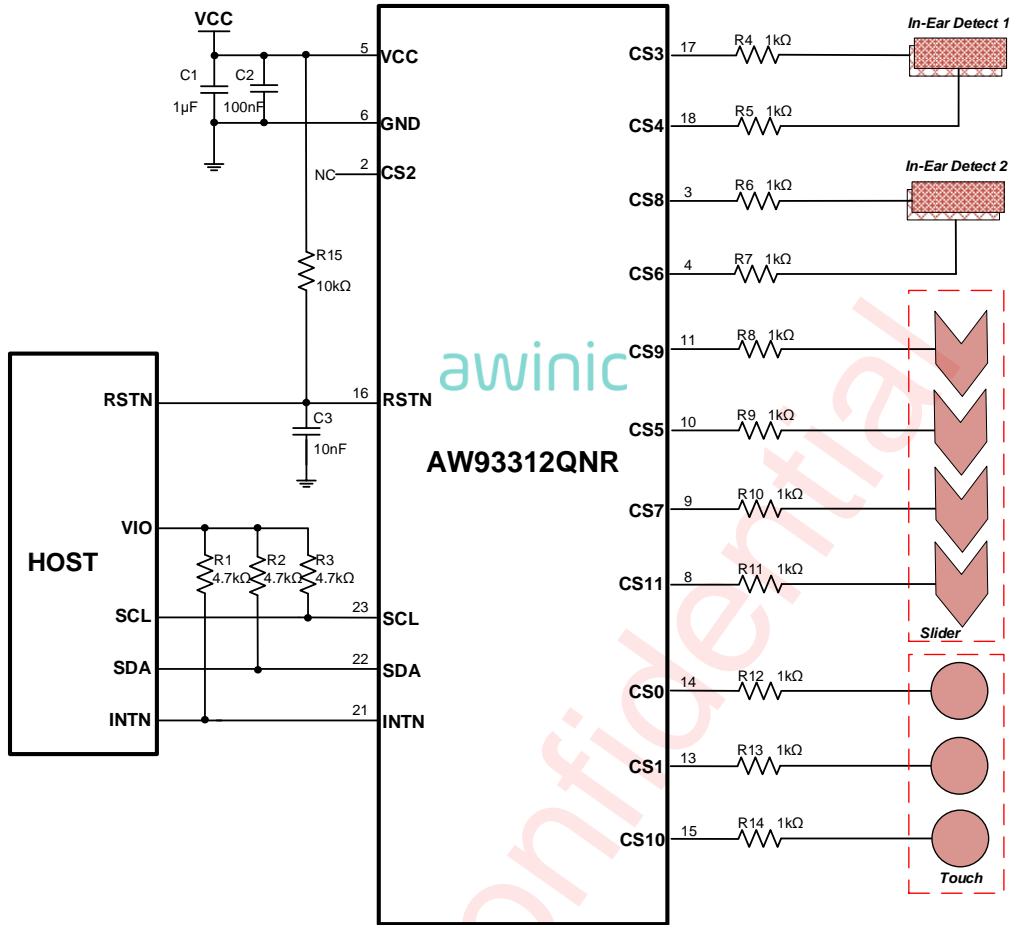 VCC
C1
1µF
C2
100nF
5
VCC
6
GND
2
NC
CS2
R15
10kΩ
16
RSTN
C3
10nF
HOST
RSTN
VIO
SCL
SDA
INTN
R1
4.7kΩ
R2
4.7kΩ
R3
4.7kΩ
23
SCL
22
SDA
21
INTN
awinic
AW93312QNR
CS3
17
R4 1kΩ
In-Ear Detect 1
CS4
18
R5 1kΩ
In-Ear Detect 2
CS8
3
R6 1kΩ
CS6
4
R7 1kΩ
CS9
11
R8 1kΩ
CS5
10
R9 1kΩ
CS7
9
R10 1kΩ
CS11
8
R11 1kΩ
Slider
CS0
14
R12 1kΩ
CS1
13
R13 1kΩ
CS10
15
R14 1kΩ
Touch
onfidential